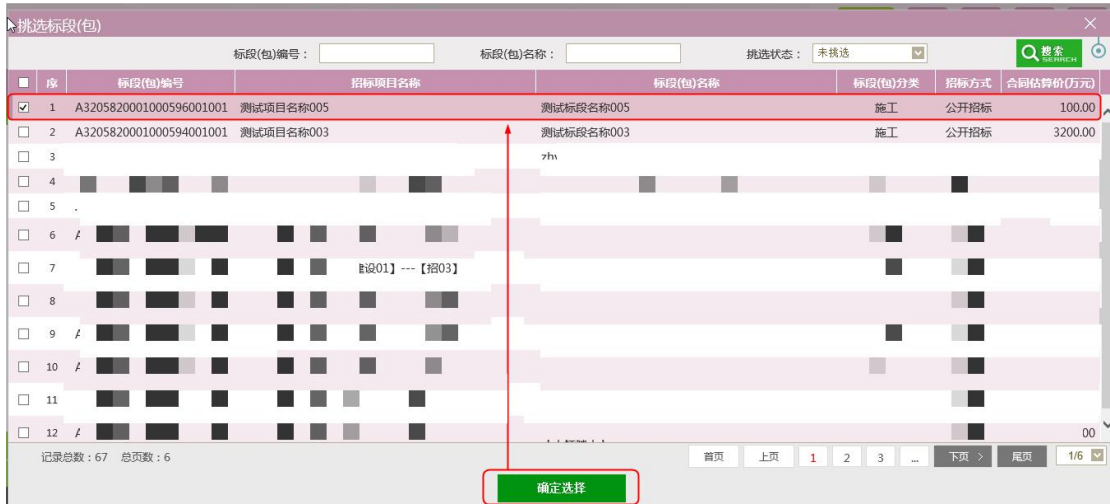 挑选标段(包)
标段(包)编号： 标段(包)名称： 挑选状态： 未挑选 搜索 SEARCH
序 标段(包)编号 招标项目名称 标段(包)名称 标段(包)分类 招标方式 合同估算价(万元)
1 A3205820001000596001001 测试项目名称005 测试标段名称005 施工 公开招标 100.00
2 A3205820001000594001001 测试项目名称003 测试标段名称003 施工 公开招标 3200.00
3
4
5
6 A
7 设01】---【招03】
8
9 A
10 A
11
12 A 00
记录总数：67 总页数：6 首页 上页 1 2 3 ... 下页 > 尾页 1/6
确定选择